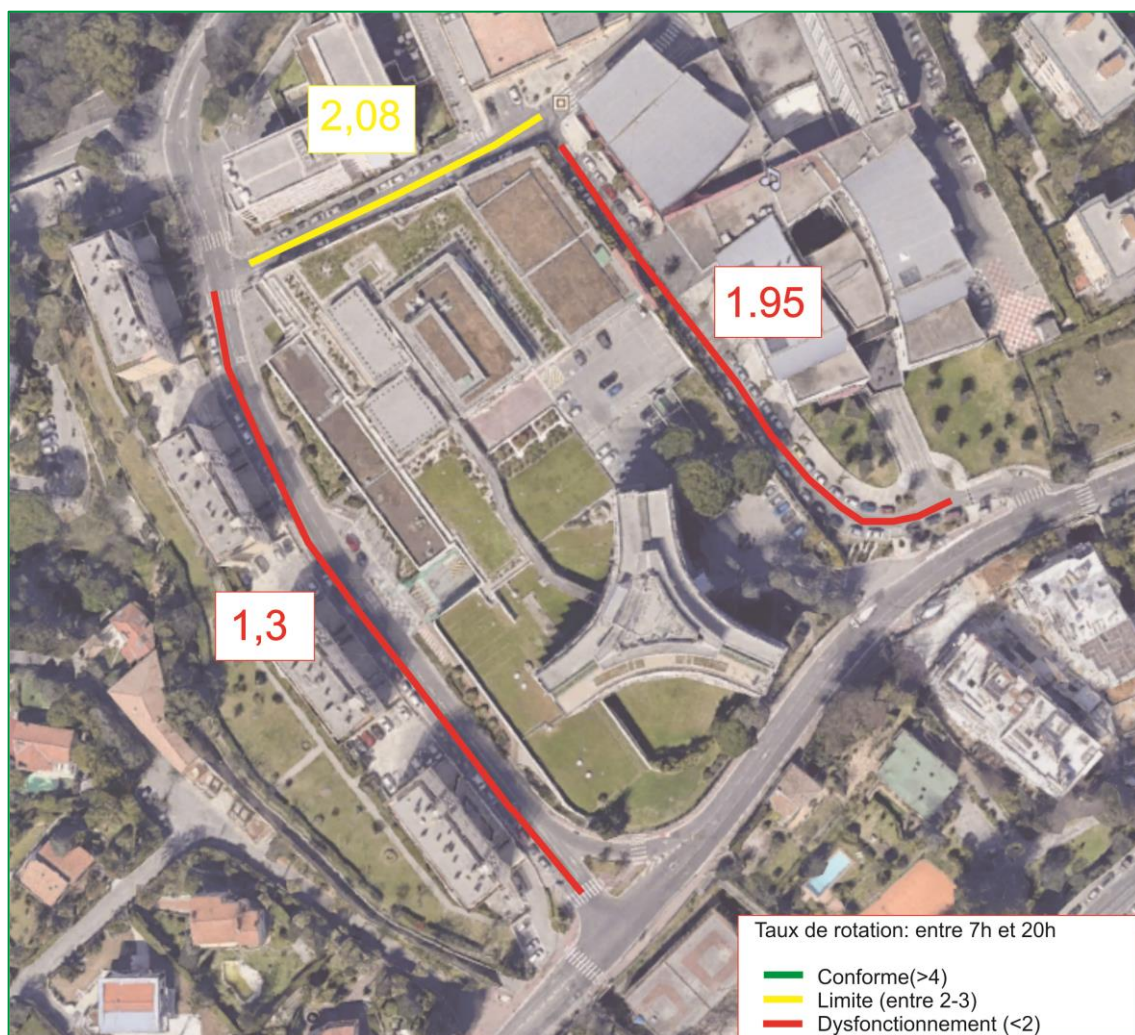 2,08
1.95
1,3
Taux de rotation: entre 7h et 20h
Conforme(>4)
Limite (entre 2-3)
Dysfonctionnement (<2)